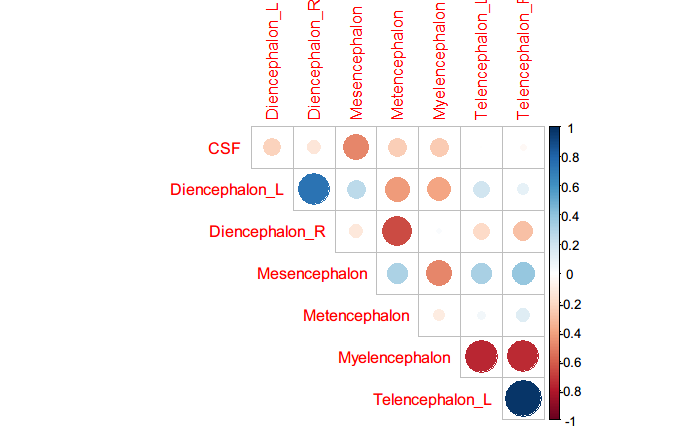 Diencephalon_L
Diencephalon_R
Mesencephalon
Metencephalon
Myelencephalon
Telencephalon_L
Telencephalon_R
CSF
Diencephalon_L
Diencephalon_R
Mesencephalon
Metencephalon
Myelencephalon
Telencephalon_L
1
0.8
0.6
0.4
0.2
0
-0.2
-0.4
-0.6
-0.8
-1